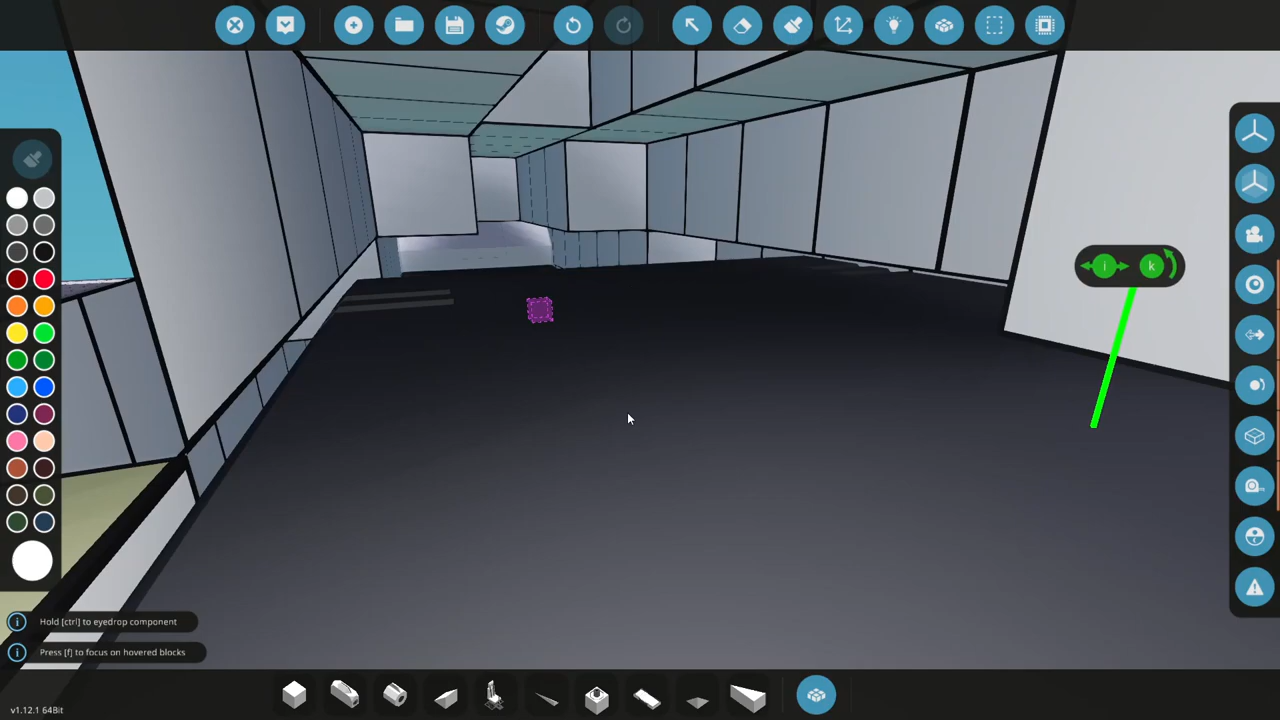 i k
Hold [ctrl] to eyedrop component
Press [f] to focus on hovered blocks
v1.12.1 64Bit